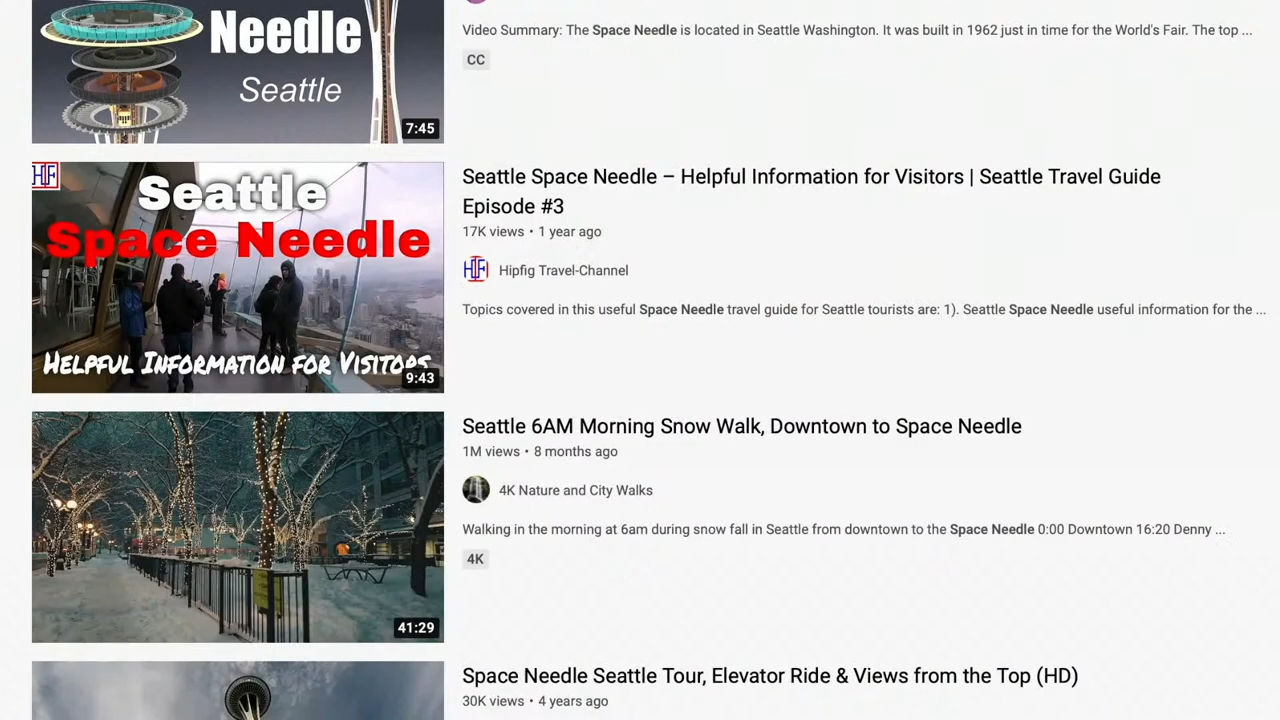 Needle
Seattle
7:45
Video Summary: The Space Needle is located in Seattle Washington. It was built in 1962 just in time for the World's Fair. The top ...
CC
HF
Seattle
Space Needle
HELPFUL INFORMATION FOR VISITORS
9:43
Seattle Space Needle – Helpful Information for Visitors | Seattle Travel Guide
Episode #3
17K views • 1 year ago
HF
Hipfig Travel-Channel
Topics covered in this useful Space Needle travel guide for Seattle tourists are: 1). Seattle Space Needle useful information for the ...
41:29
Seattle 6AM Morning Snow Walk, Downtown to Space Needle
1M views • 8 months ago
4K Nature and City Walks
Walking in the morning at 6am during snow fall in Seattle from downtown to the Space Needle 0:00 Downtown 16:20 Denny ...
4K
Space Needle Seattle Tour, Elevator Ride & Views from the Top (HD)
30K views • 4 years ago